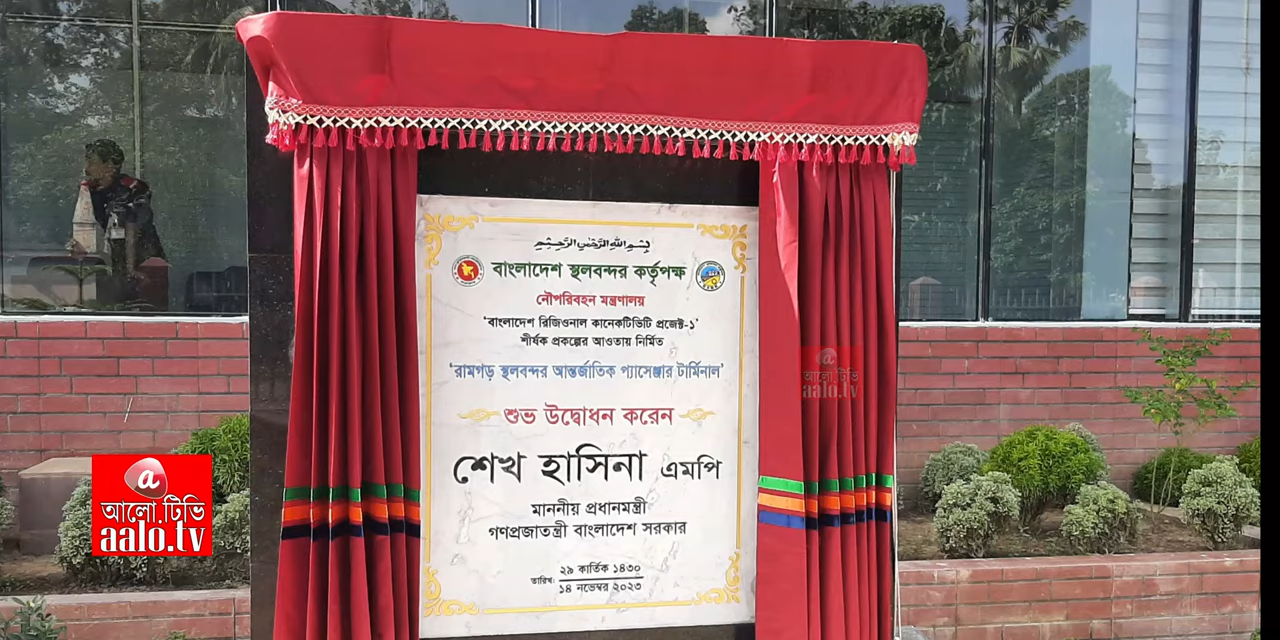 بِسْمِ اللهِ الرَّحْمٰنِ الرَّحِيْمِ
বাংলাদেশ স্থলবন্দর কর্তৃপক্ষ
নৌপরিবহন মন্ত্রণালয়
‘বাংলাদেশ রিজিওনাল কানেকটিভিটি প্রজেক্ট-১’
শীর্ষক প্রকল্পের আওতায় নির্মিত
‘রামগড় স্থলবন্দর আন্তর্জাতিক প্যাসেঞ্জার টার্মিনাল’
শুভ উদ্বোধন করেন
শেখ হাসিনা এমপি
মাননীয় প্রধানমন্ত্রী
গণপ্রজাতন্ত্রী বাংলাদেশ সরকার
তারিখ: ২৯ কার্তিক ১৪৩০
১৪ নভেম্বর ২০২৩
a
আলো.টিভি
aalo.tv
a
আলো.টিভি
aalo.tv